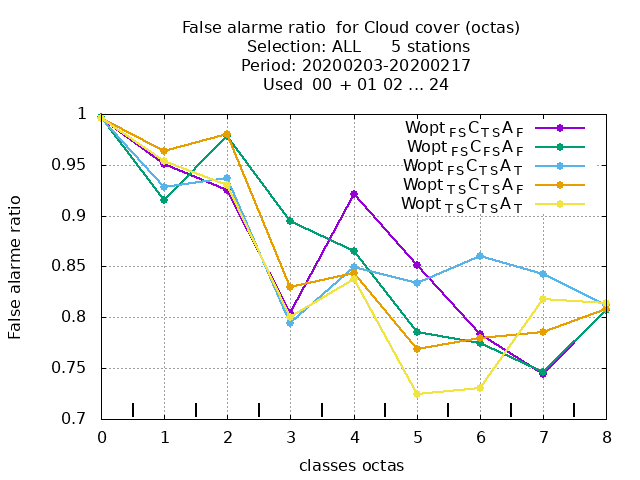 False alarme ratio  for Cloud cover (octas)
Selection: ALL      5 stations
Period: 20200203-20200217
Used  00 + 01 02 ... 24
Wopt FS C TS A F
Wopt FS C FS A F
Wopt FS C TS A T
Wopt TS C TS A F
Wopt TS C TS A T
1
0.95
0.9
0.85
0.8
0.75
0.7
False alarme ratio
0 1 2 3 4 5 6 7 8
classes octas